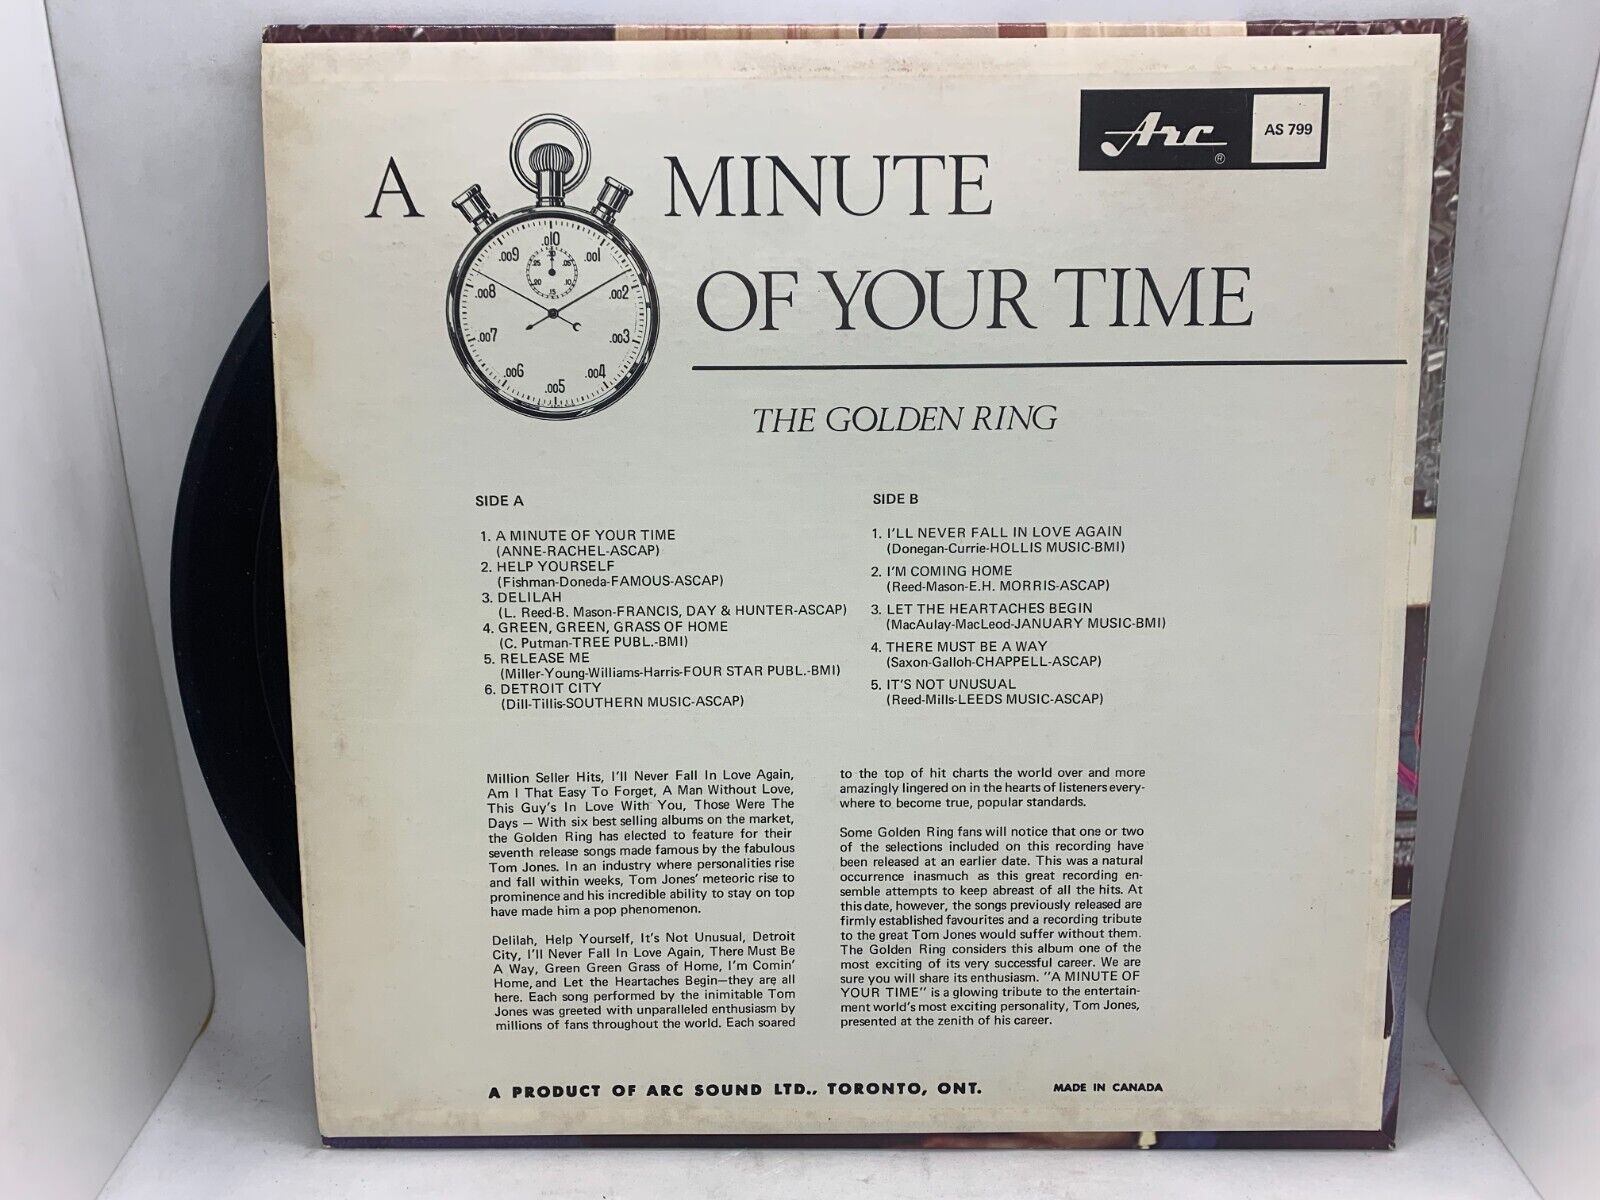 Arc ®
AS 799
A MINUTE
OF YOUR TIME
.010
.001
.002
.003
.004
.005
.006
.007
.008
.009
.30
.05
.10
.15
.20
.25
THE GOLDEN RING
SIDE A
1. A MINUTE OF YOUR TIME
(ANNE-RACHEL-ASCAP)
2. HELP YOURSELF
(Fishman-Doneda-FAMOUS-ASCAP)
3. DELILAH
(L. Reed-B. Mason-FRANCIS, DAY & HUNTER-ASCAP)
4. GREEN, GREEN, GRASS OF HOME
(C. Putman-TREE PUBL.-BMI)
5. RELEASE ME
(Miller-Young-Williams-Harris-FOUR STAR PUBL.-BMI)
6. DETROIT CITY
(Dill-Tillis-SOUTHERN MUSIC-ASCAP)
SIDE B
1. I'LL NEVER FALL IN LOVE AGAIN
(Donegan-Currie-HOLLIS MUSIC-BMI)
2. I'M COMING HOME
(Reed-Mason-E.H. MORRIS-ASCAP)
3. LET THE HEARTACHES BEGIN
(MacAulay-MacLeod-JANUARY MUSIC-BMI)
4. THERE MUST BE A WAY
(Saxon-Galloh-CHAPPELL-ASCAP)
5. IT'S NOT UNUSUAL
(Reed-Mills-LEEDS MUSIC-ASCAP)
Million Seller Hits, I'll Never Fall In Love Again,
Am I That Easy To Forget, A Man Without Love,
This Guy's In Love With You, Those Were The
Days — With six best selling albums on the market,
the Golden Ring has elected to feature for their
seventh release songs made famous by the fabulous
Tom Jones. In an industry where personalities rise
and fall within weeks, Tom Jones' meteoric rise to
prominence and his incredible ability to stay on top
have made him a pop phenomenon.
Delilah, Help Yourself, It's Not Unusual, Detroit
City, I'll Never Fall In Love Again, There Must Be
A Way, Green Green Grass of Home, I'm Comin'
Home, and Let the Heartaches Begin—they are all
here. Each song performed by the inimitable Tom
Jones was greeted with unparalleled enthusiasm by
millions of fans throughout the world. Each soared
to the top of hit charts the world over and more
amazingly lingered on in the hearts of listeners every-
where to become true, popular standards.
Some Golden Ring fans will notice that one or two
of the selections included on this recording have
been released at an earlier date. This was a natural
occurrence inasmuch as this great recording en-
semble attempts to keep abreast of all the hits. At
this date, however, the songs previously released are
firmly established favourites and a recording tribute
to the great Tom Jones would suffer without them.
The Golden Ring considers this album one of the
most exciting of its very successful career. We are
sure you will share its enthusiasm. "A MINUTE OF
YOUR TIME" is a glowing tribute to the entertain-
ment world's most exciting personality, Tom Jones,
presented at the zenith of his career.
A PRODUCT OF ARC SOUND LTD., TORONTO, ONT.
MADE IN CANADA